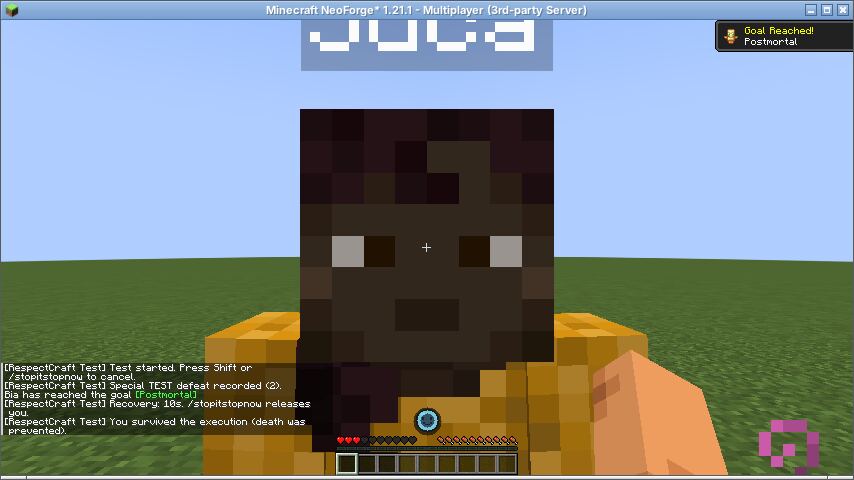 Minecraft NeoForge* 1.21.1 - Multiplayer (3rd-party Server)
Goal Reached!
Postmortal
[RespectCraft Test] Test started. Press Shift or
/stopitstopnow to cancel.
[RespectCraft Test] Special TEST defeat recorded (2).
Bia has reached the goal [Postmortal]
[RespectCraft Test] Recovery: 10s. /stopitstopnow releases
you.
[RespectCraft Test] You survived the execution (death was
prevented).